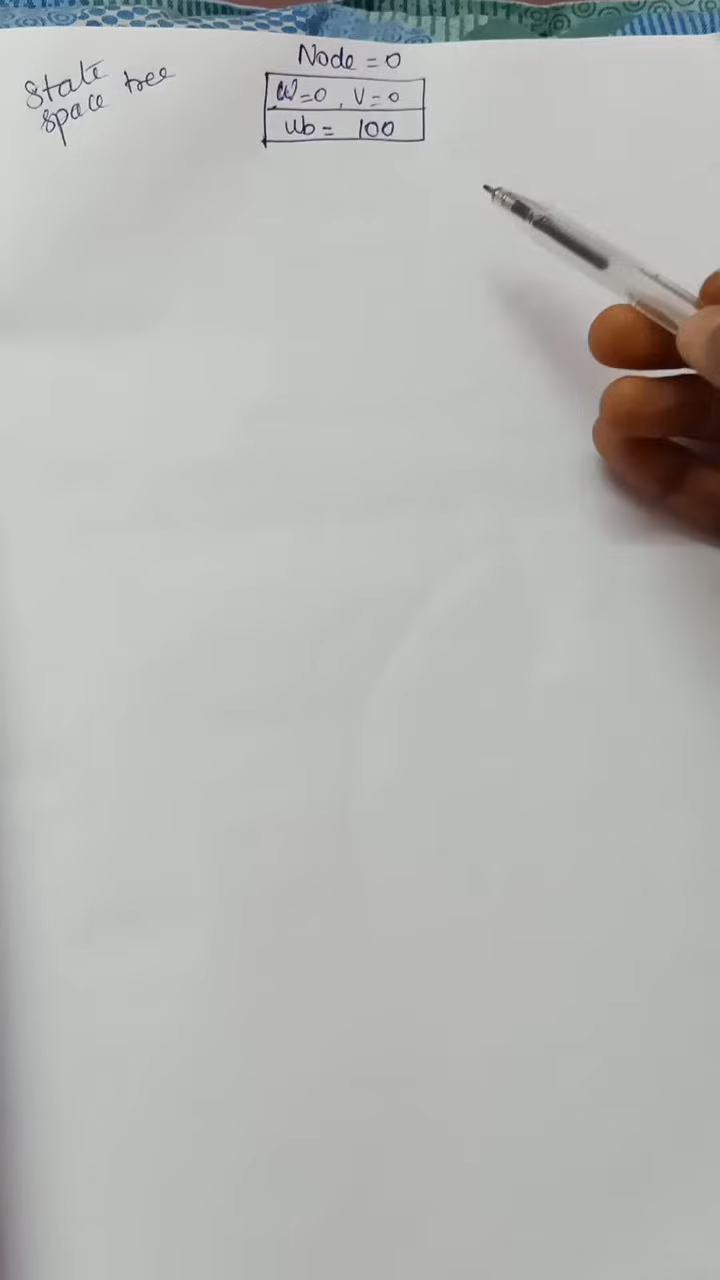 State
space tree
Node = 0
W=0, V=0
ub= 100